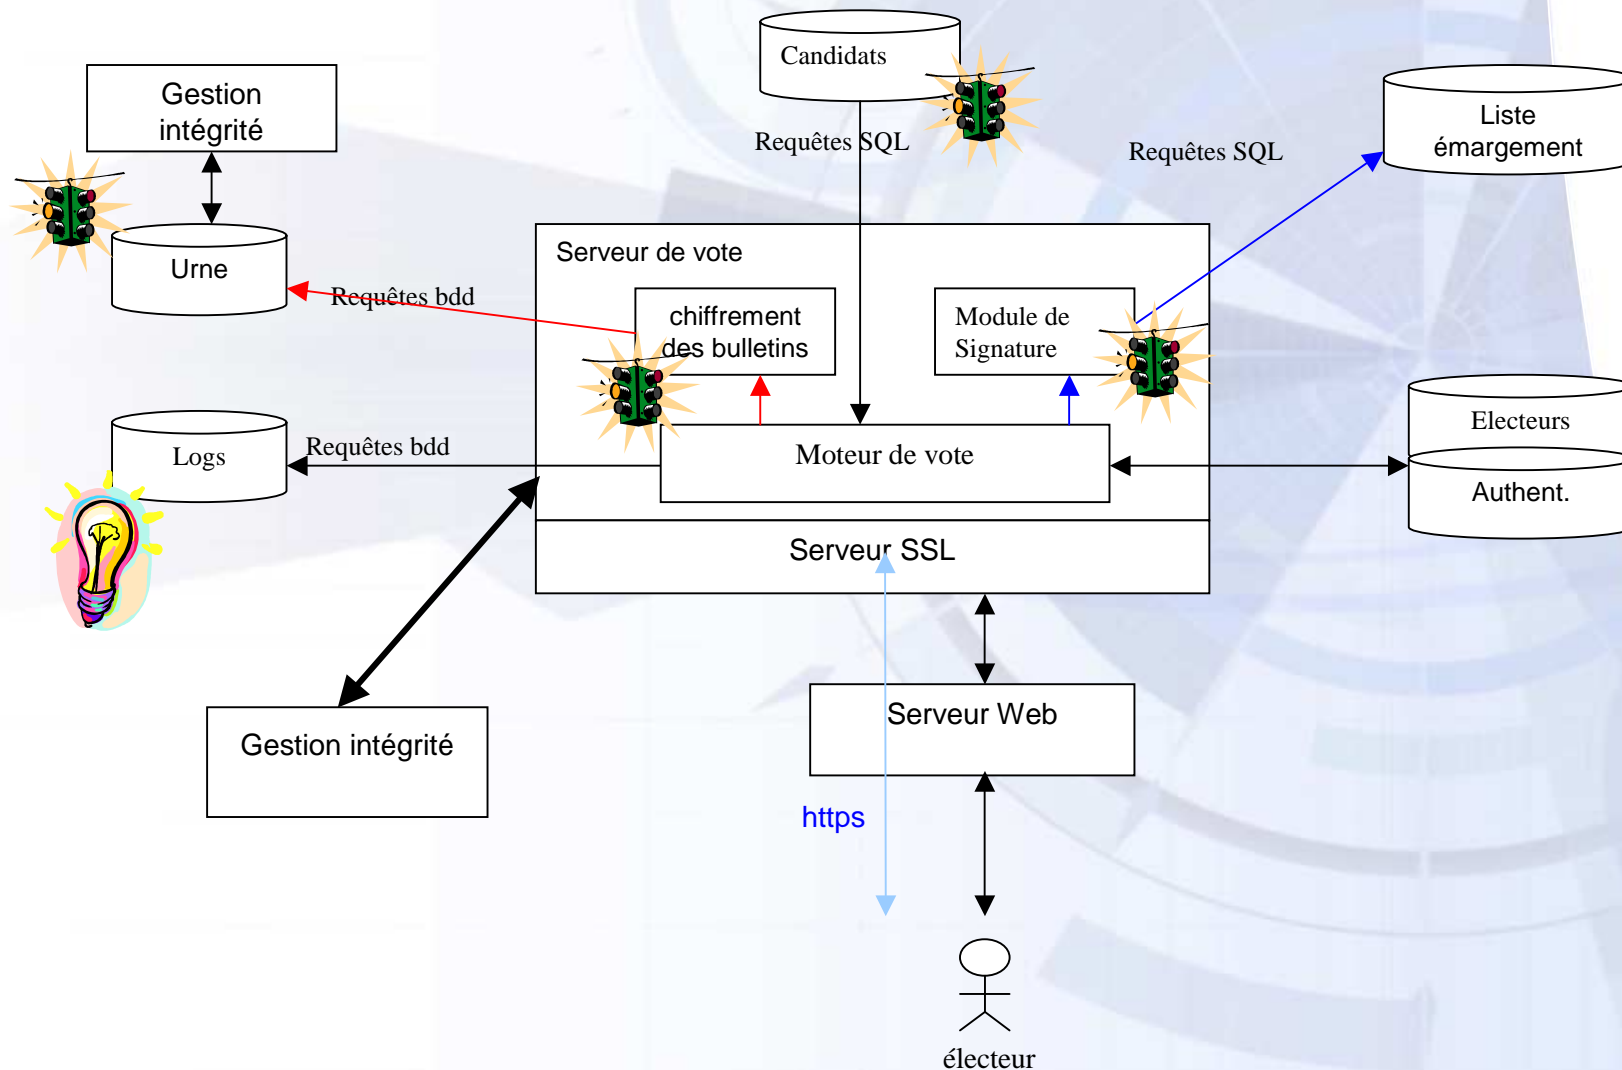 Candidats
Gestion
intégrité
Liste
émargement
Requêtes SQL
Requêtes SQL
Serveur de vote
Urne
Requêtes bdd
chiffrement
des bulletins
Module de
Signature
Electeurs
Logs
Requêtes bdd
Moteur de vote
Authent.
Serveur SSL
Serveur Web
Gestion intégrité
https
électeur